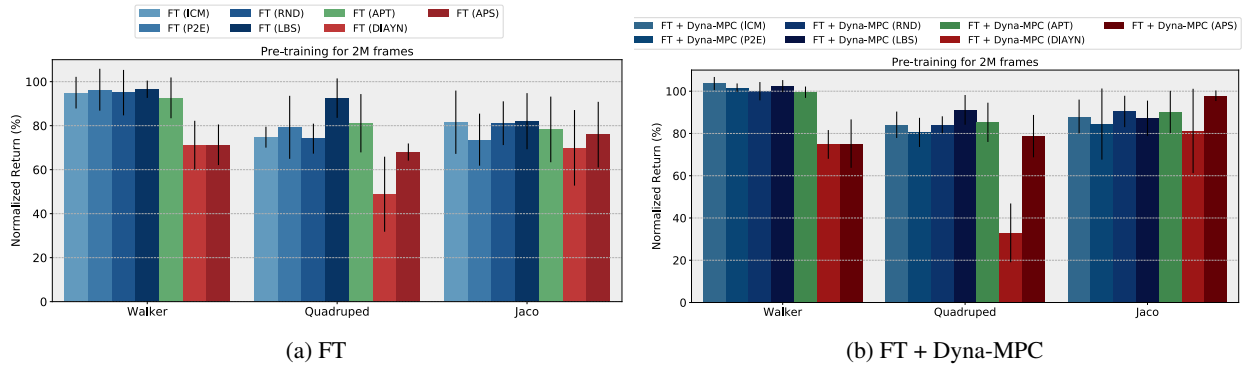 FT (ICM) FT (RND) FT (APT) FT (APS)
FT (P2E) FT (LBS) FT (DIAYN)
Pre-training for 2M frames
Normalized Return (%)
100
80
60
40
20
0
Walker Quadruped Jaco
(a) FT
FT + Dyna-MPC (ICM) FT + Dyna-MPC (RND) FT + Dyna-MPC (APT) FT + Dyna-MPC (APS)
FT + Dyna-MPC (P2E) FT + Dyna-MPC (LBS) FT + Dyna-MPC (DIAYN)
Pre-training for 2M frames
Normalized Return (%)
100
80
60
40
20
0
Walker Quadruped Jaco
(b) FT + Dyna-MPC